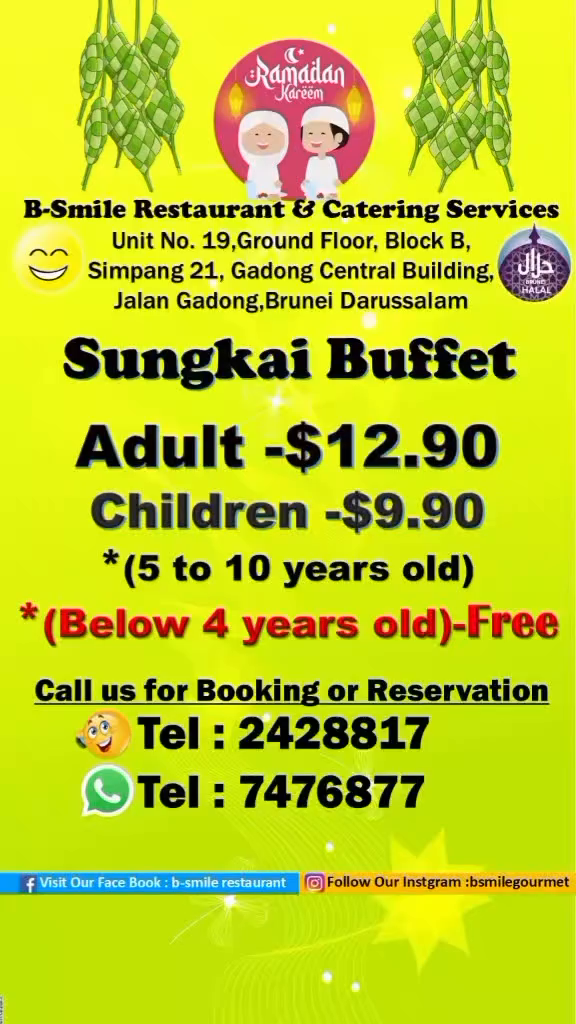 Ramadan
Kareem
B-Smile Restaurant & Catering Services
Unit No. 19,Ground Floor, Block B,
Simpang 21, Gadong Central Building,
Jalan Gadong,Brunei Darussalam
حلال
BRUNEI
HALAL
Sungkai Buffet
Adult -$12.90
Children -$9.90
*(5 to 10 years old)
*(Below 4 years old)-Free
Call us for Booking or Reservation
Tel : 2428817
Tel : 7476877
Visit Our Face Book : b-smile restaurant
Follow Our Instgram :bsmilegourmet